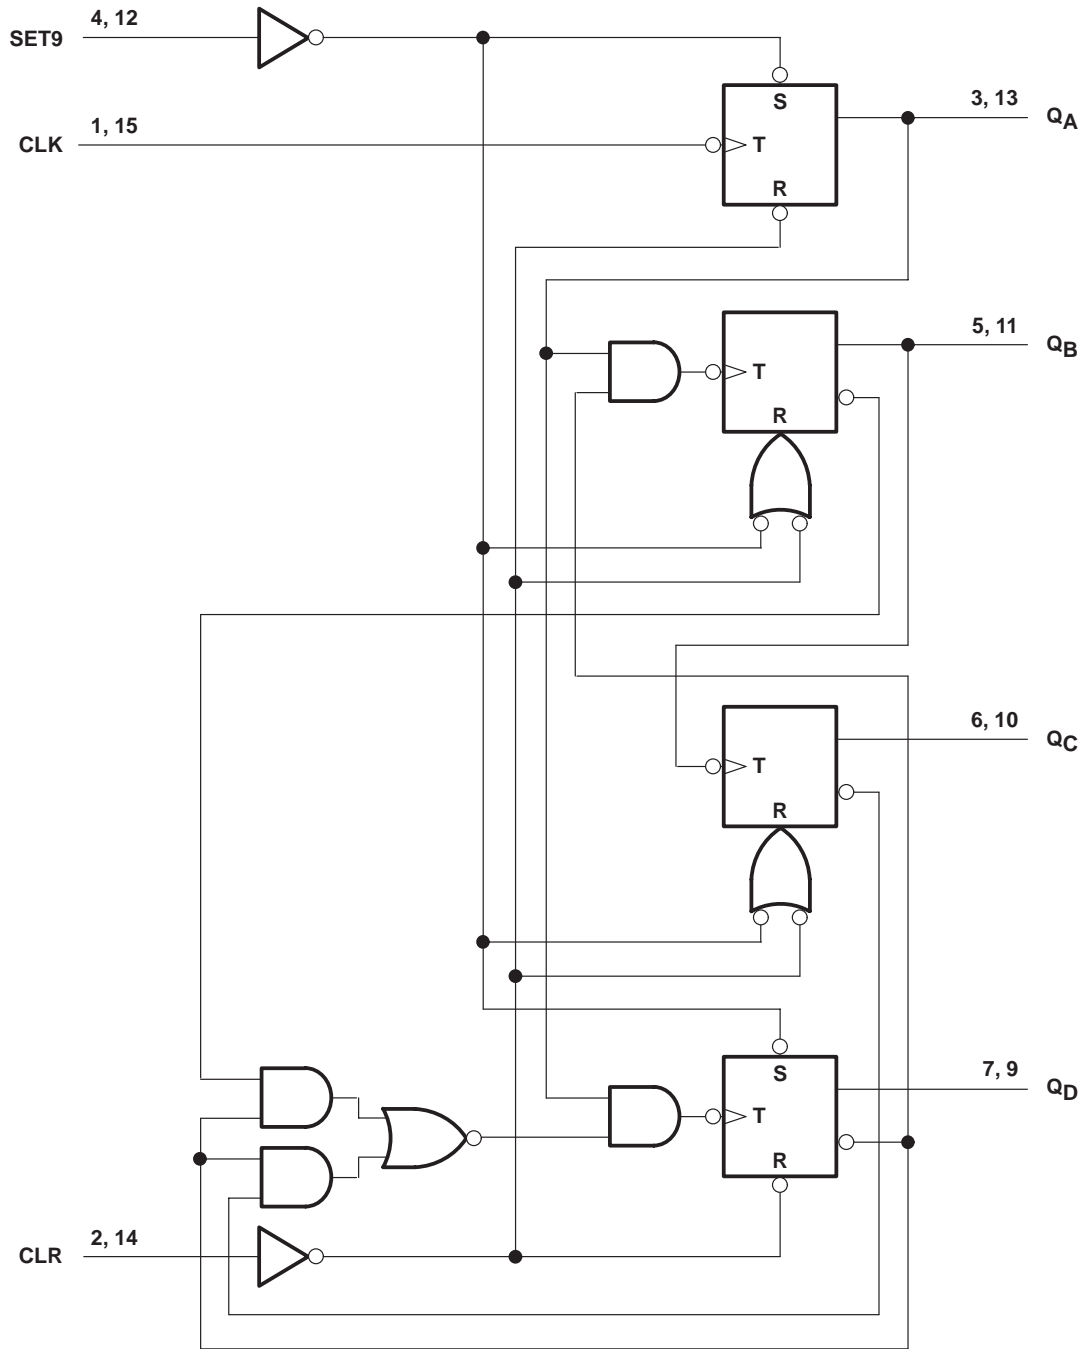 SET9 4, 12
S
CLK 1, 15
T
R
3, 13 QA
T
R
5, 11 QB
T
R
6, 10 QC
S
T
R
7, 9 QD
CLR 2, 14